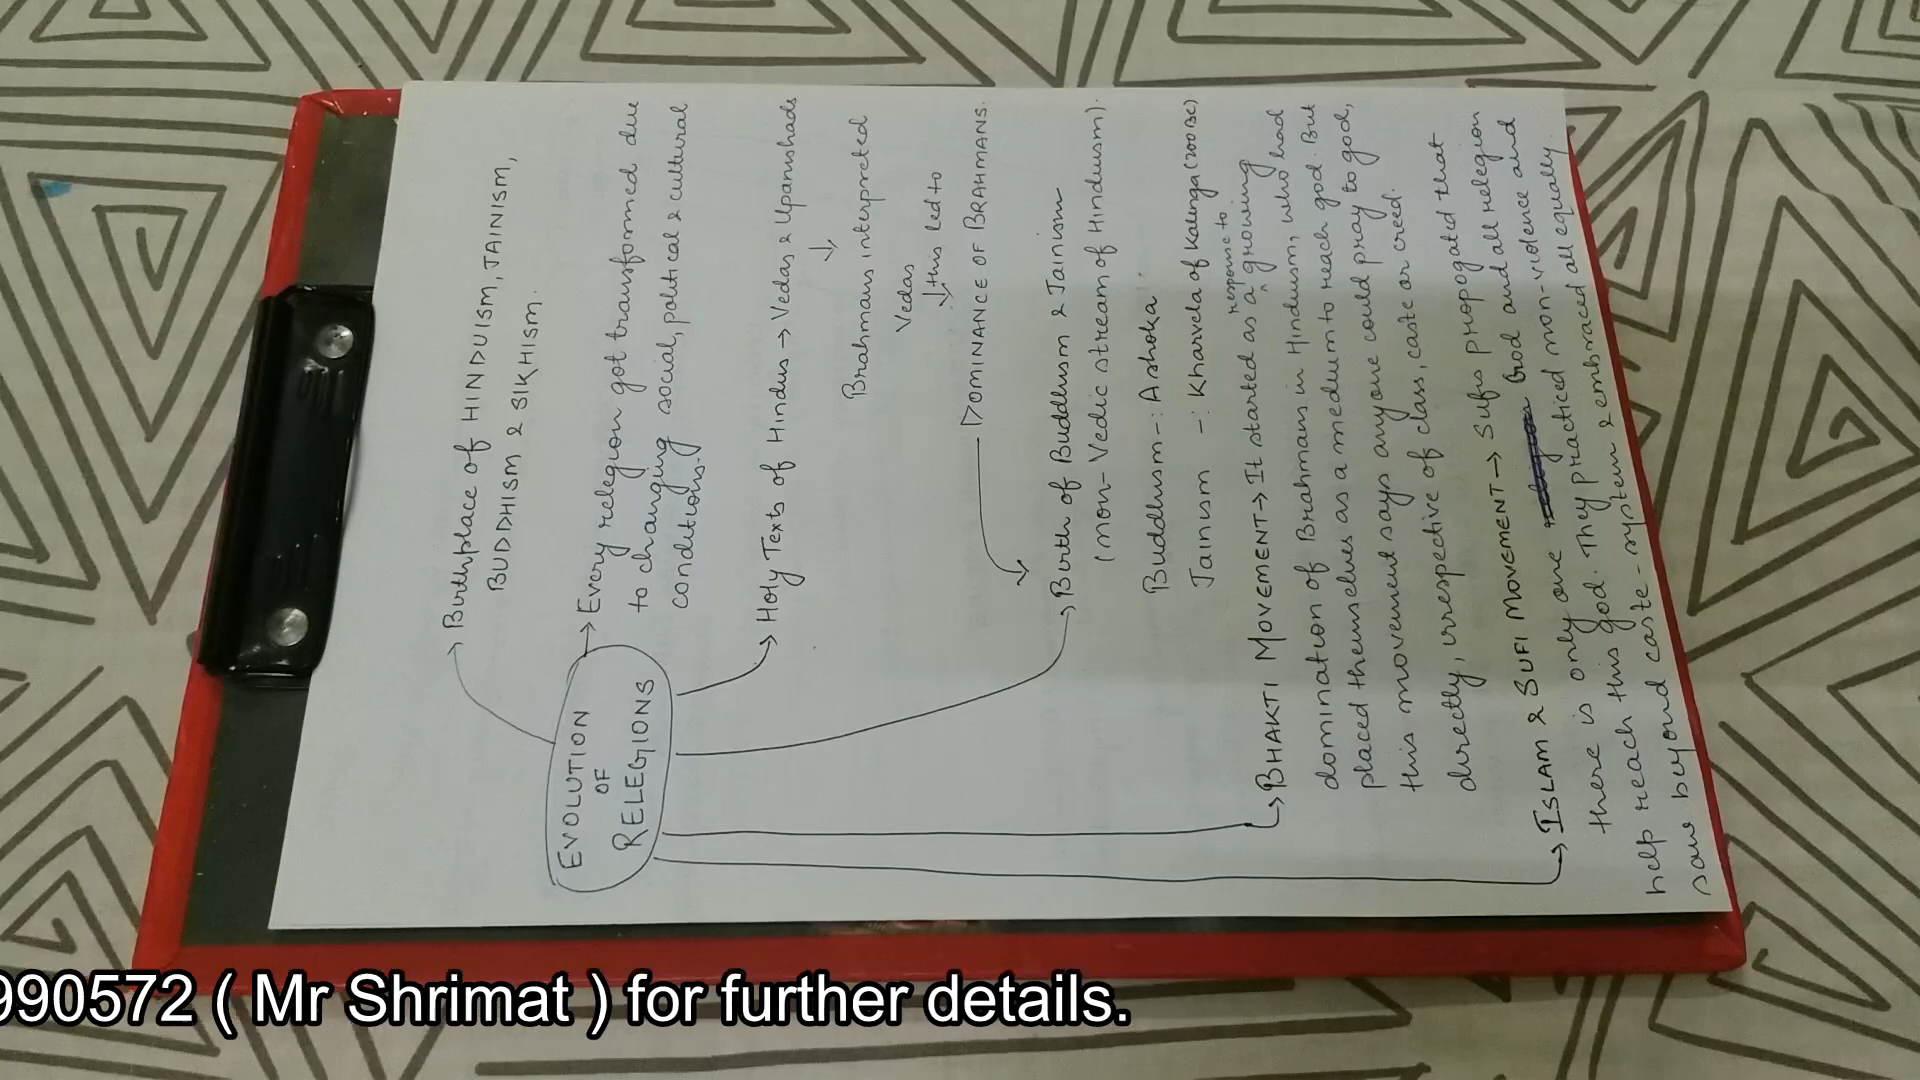 Birthplace of HINDUISM, JAINISM,
BUDDHISM & SIKHISM.
EVOLUTION
OF
RELEGIONS
Every relegion got transformed due
to changing social, political & cultural
conditions.
Holy Texts of Hindus → Vedas & Upanishads
↓
Brahmans interpreted
Vedas
↓ this led to
DOMINANCE OF BRAHMANS.
Birth of Buddhism & Jainism
(non-Vedic stream of Hinduism).
Buddhism -: Ashoka.
Jainism -: Kharvela of Kalinga (200 BC)
BHAKTI MOVEMENT → It started as a response to growing
domination of Brahmans in Hinduism, who had
placed themselves as a medium to reach god. But
this movement says anyone could pray to god,
directly, irrespective of class, caste or creed.
ISLAM & SUFI MOVEMENT → Sufis propogated that
there is only one God and all relegion
help reach this god. They practiced non-violence and
saw beyond caste-system & embraced all equally.
990572 ( Mr Shrimat ) for further details.